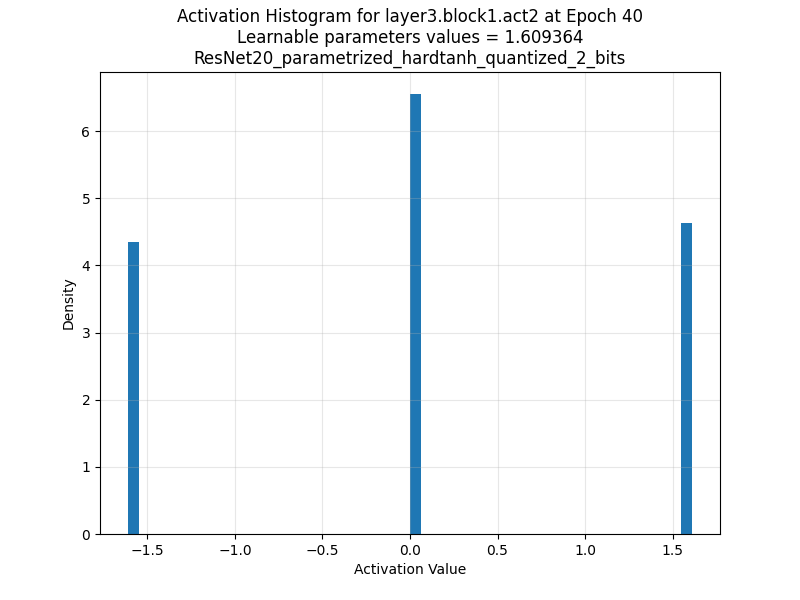 Activation Histogram for layer3.block1.act2 at Epoch 40
Learnable parameters values = 1.609364
ResNet20_parametrized_hardtanh_quantized_2_bits
6
5
4
3
2
1
0
Density
−1.5 −1.0 −0.5 0.0 0.5 1.0 1.5
Activation Value